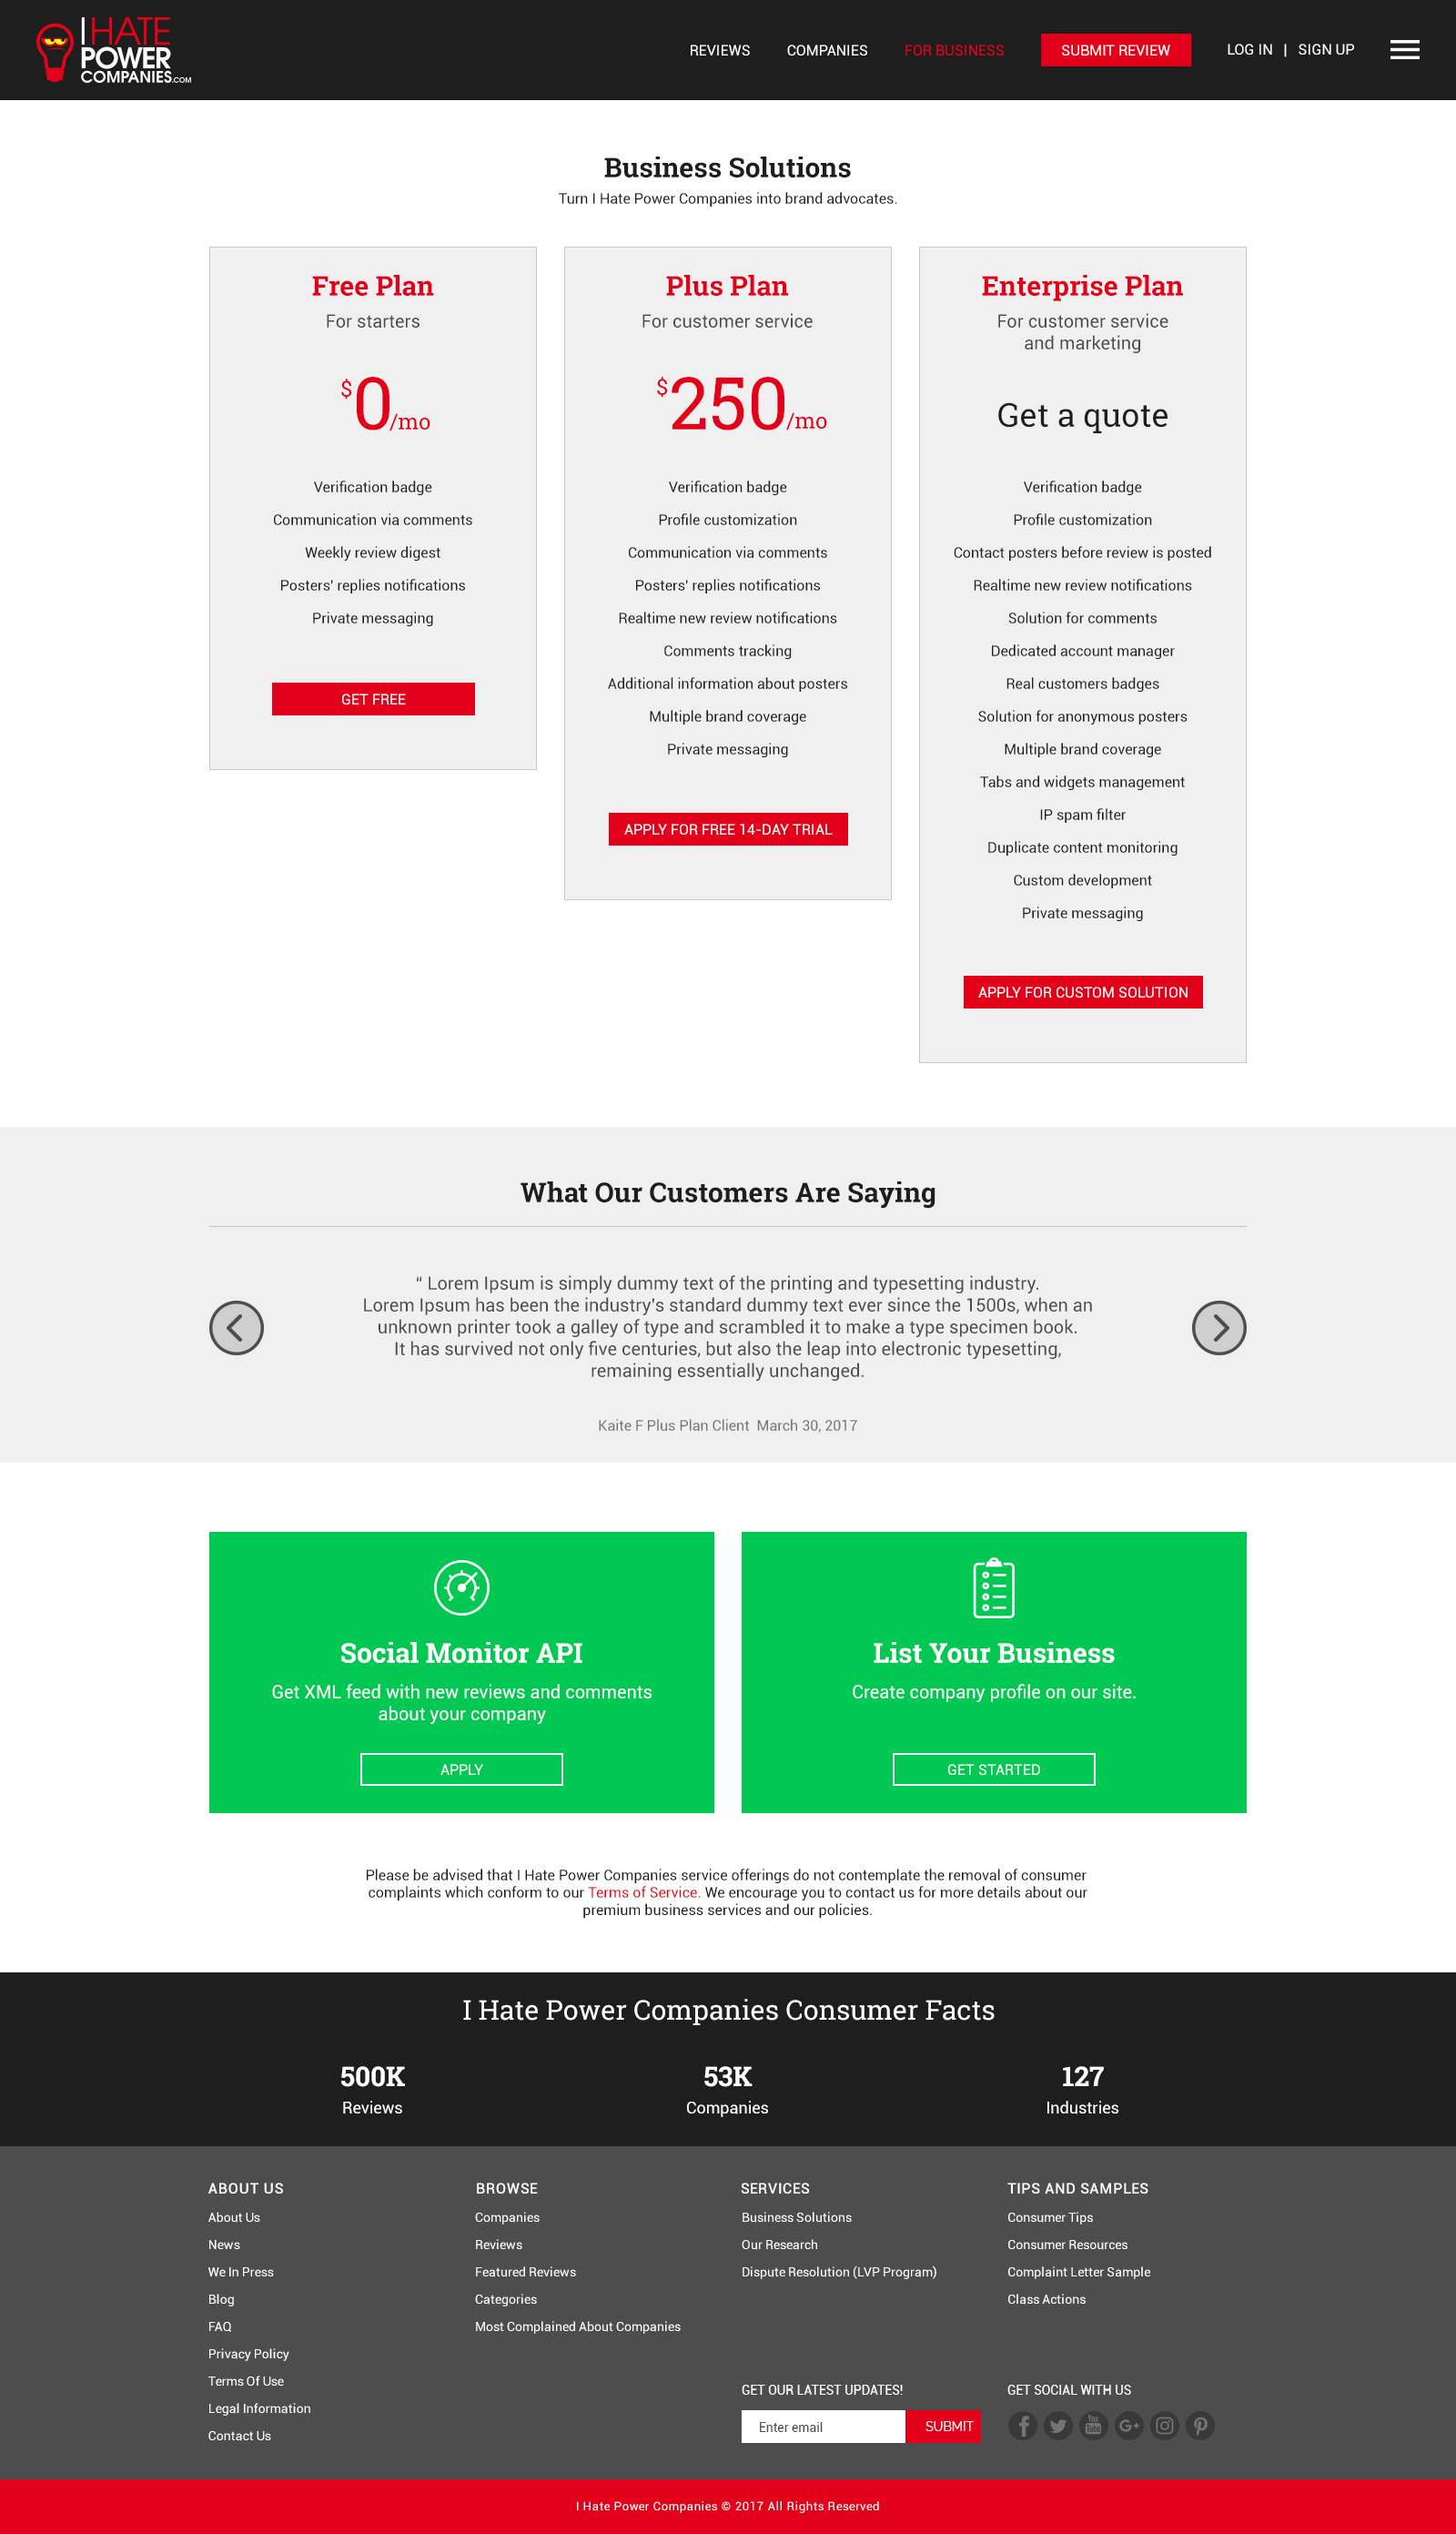 I HATE
POWER
COMPANIES.COM
REVIEWS
COMPANIES
FOR BUSINESS
SUBMIT REVIEW
LOG IN | SIGN UP
Business Solutions
Turn I Hate Power Companies into brand advocates.
Free Plan
For starters
$0/mo
Verification badge
Communication via comments
Weekly review digest
Posters' replies notifications
Private messaging
GET FREE
Plus Plan
For customer service
$250/mo
Verification badge
Profile customization
Communication via comments
Posters' replies notifications
Realtime new review notifications
Comments tracking
Additional information about posters
Multiple brand coverage
Private messaging
APPLY FOR FREE 14-DAY TRIAL
Enterprise Plan
For customer service
and marketing
Get a quote
Verification badge
Profile customization
Contact posters before review is posted
Realtime new review notifications
Solution for comments
Dedicated account manager
Real customers badges
Solution for anonymous posters
Multiple brand coverage
Tabs and widgets management
IP spam filter
Duplicate content monitoring
Custom development
Private messaging
APPLY FOR CUSTOM SOLUTION
What Our Customers Are Saying
“ Lorem Ipsum is simply dummy text of the printing and typesetting industry.
Lorem Ipsum has been the industry's standard dummy text ever since the 1500s, when an
unknown printer took a galley of type and scrambled it to make a type specimen book.
It has survived not only five centuries, but also the leap into electronic typesetting,
remaining essentially unchanged.
Kaite F Plus Plan Client March 30, 2017
Social Monitor API
Get XML feed with new reviews and comments
about your company
APPLY
List Your Business
Create company profile on our site.
GET STARTED
Please be advised that I Hate Power Companies service offerings do not contemplate the removal of consumer
complaints which conform to our Terms of Service. We encourage you to contact us for more details about our
premium business services and our policies.
I Hate Power Companies Consumer Facts
500K
Reviews
53K
Companies
127
Industries
ABOUT US
About Us
News
We In Press
Blog
FAQ
Privacy Policy
Terms Of Use
Legal Information
Contact Us
BROWSE
Companies
Reviews
Featured Reviews
Categories
Most Complained About Companies
SERVICES
Business Solutions
Our Research
Dispute Resolution (LVP Program)
TIPS AND SAMPLES
Consumer Tips
Consumer Resources
Complaint Letter Sample
Class Actions
GET OUR LATEST UPDATES!
Enter email
SUBMIT
GET SOCIAL WITH US
You
Tube
I Hate Power Companies © 2017 All Rights Reserved